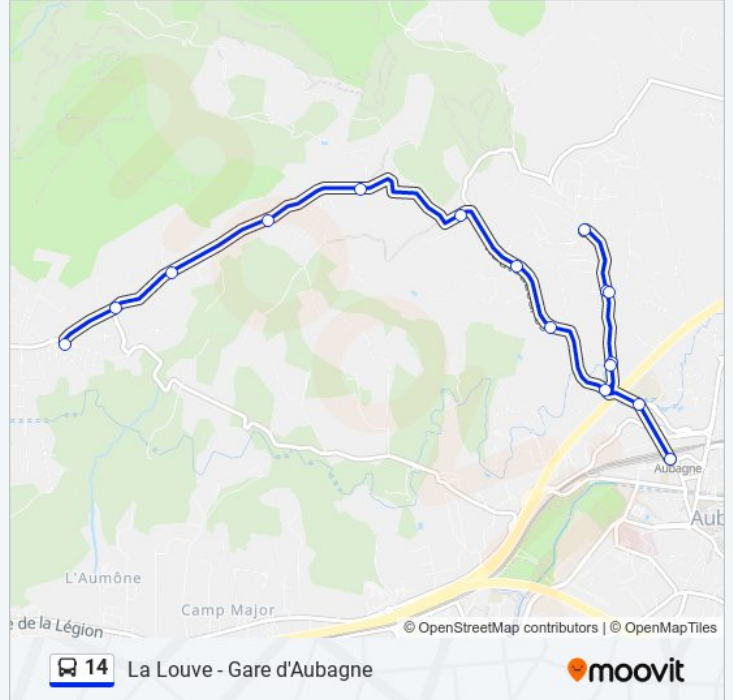 Aubagne
Aub
L'Aumône
Camp Major
e de la Légion
© OpenStreetMap contributors | © OpenMapTiles
14 La Louve - Gare d'Aubagne
moovit